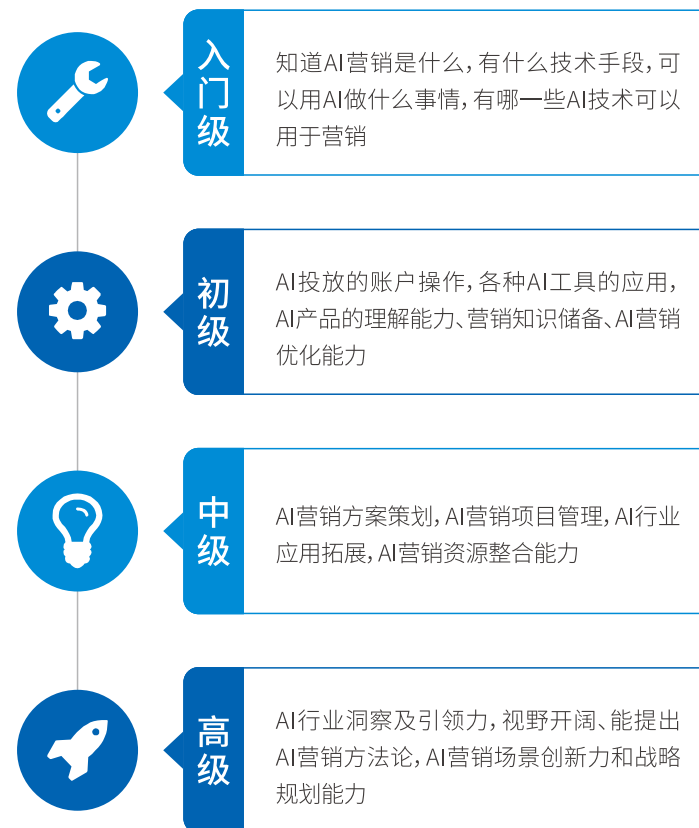 入门级
知道AI营销是什么，有什么技术手段，可
以用AI做什么事情，有哪一些AI技术可以
用于营销
初级
AI投放的账户操作，各种AI工具的应用，
AI产品的理解能力、营销知识储备、AI营销
优化能力
中级
AI营销方案策划，AI营销项目管理，AI行业
应用拓展，AI营销资源整合能力
高级
AI行业洞察及引领力，视野开阔、能提出
AI营销方法论，AI营销场景创新力和战略
规划能力